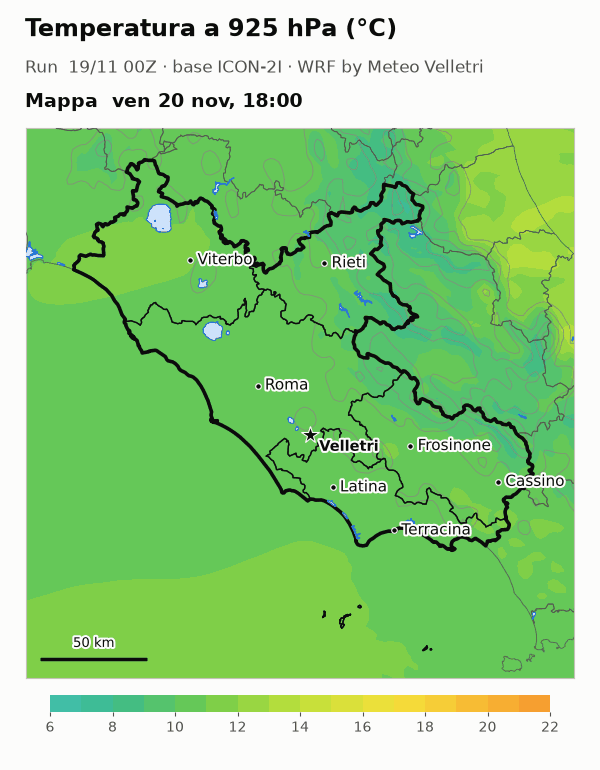 Temperatura a 925 hPa (°C)
Run  19/11 00Z · base ICON-2I · WRF by Meteo Velletri
Mappa  ven 20 nov, 18:00
Viterbo
Rieti
Roma
Velletri
Frosinone
Latina
Cassino
Terracina
50 km
6 8 10 12 14 16 18 20 22